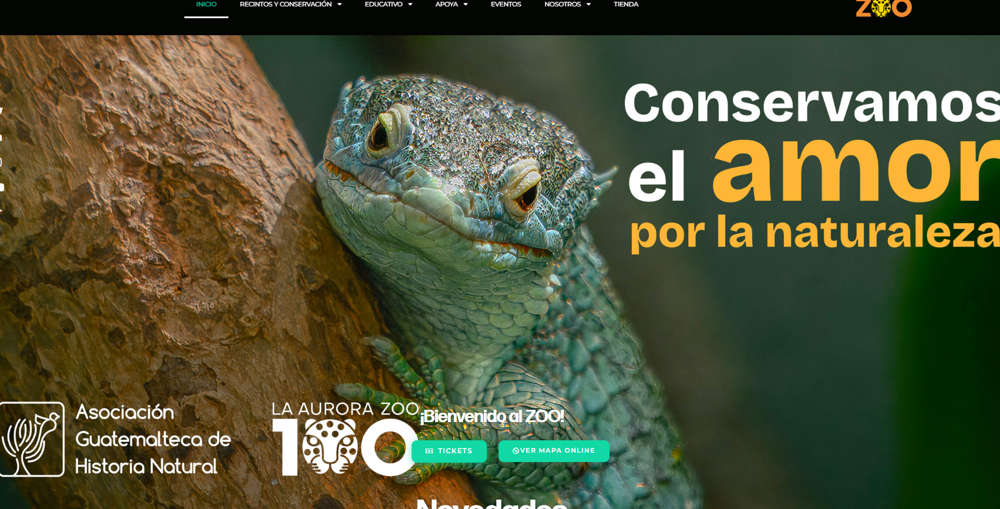 INICIO RECINTOS Y CONSERVACIÓN EDUCATIVO APOYA EVENTOS NOSOTROS TIENDA
ZOO
Conservamos
el amor
por la naturaleza
Asociación
Guatemalteca de
Historia Natural
LA AURORA ZOO
100
¡Bienvenido al ZOO!
TICKETS VER MAPA ONLINE
Novedades